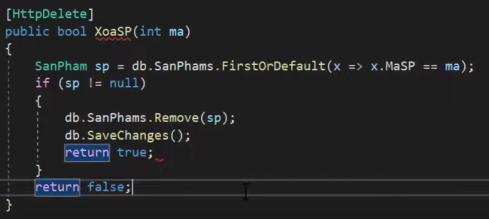 [HttpDelete]
public bool XoaSP(int ma)
{
SanPham sp = db.SanPhams.FirstOrDefault(x => x.MaSP == ma);
if (sp != null)
{
db.SanPhams.Remove(sp);
db.SaveChanges();
return true;
}
return false;
}